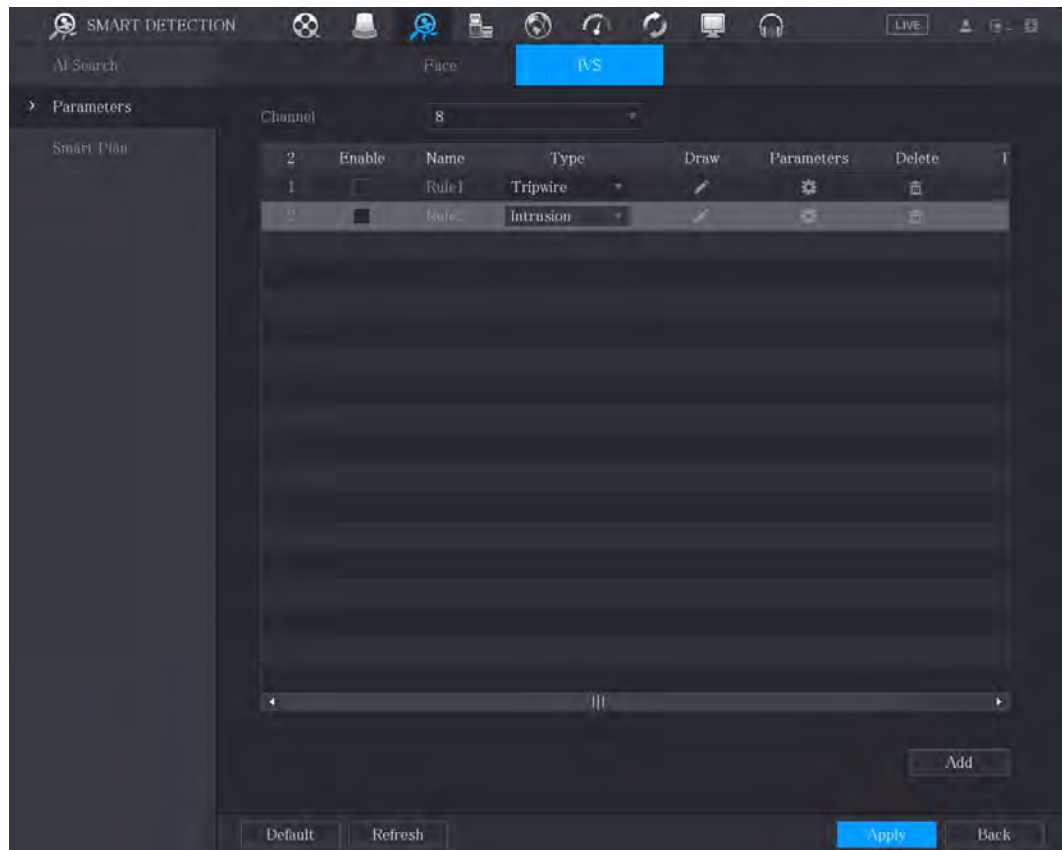 SMART DETECTION LIVE
AI Search Face IVS
Parameters
Smart Plan
Channel 8
2 Enable Name Type Draw Parameters Delete
1 Rule1 Tripwire
2 Rule2 Intrusion
Add
Default Refresh Apply Back